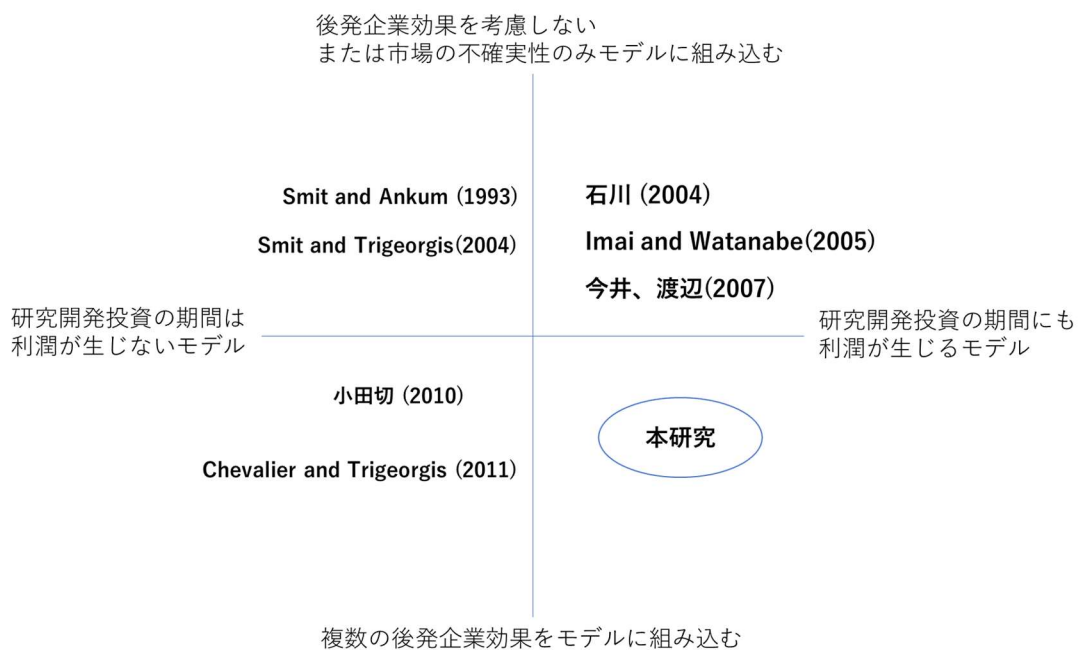 後発企業効果を考慮しない
または市場の不確実性のみモデルに組み込む
Smit and Ankum (1993)
Smit and Trigeorgis(2004)
石川 (2004)
Imai and Watanabe(2005)
今井、渡辺(2007)
研究開発投資の期間は
利潤が生じないモデル
研究開発投資の期間にも
利潤が生じるモデル
小田切 (2010)
Chevalier and Trigeorgis (2011)
本研究
複数の後発企業効果をモデルに組み込む